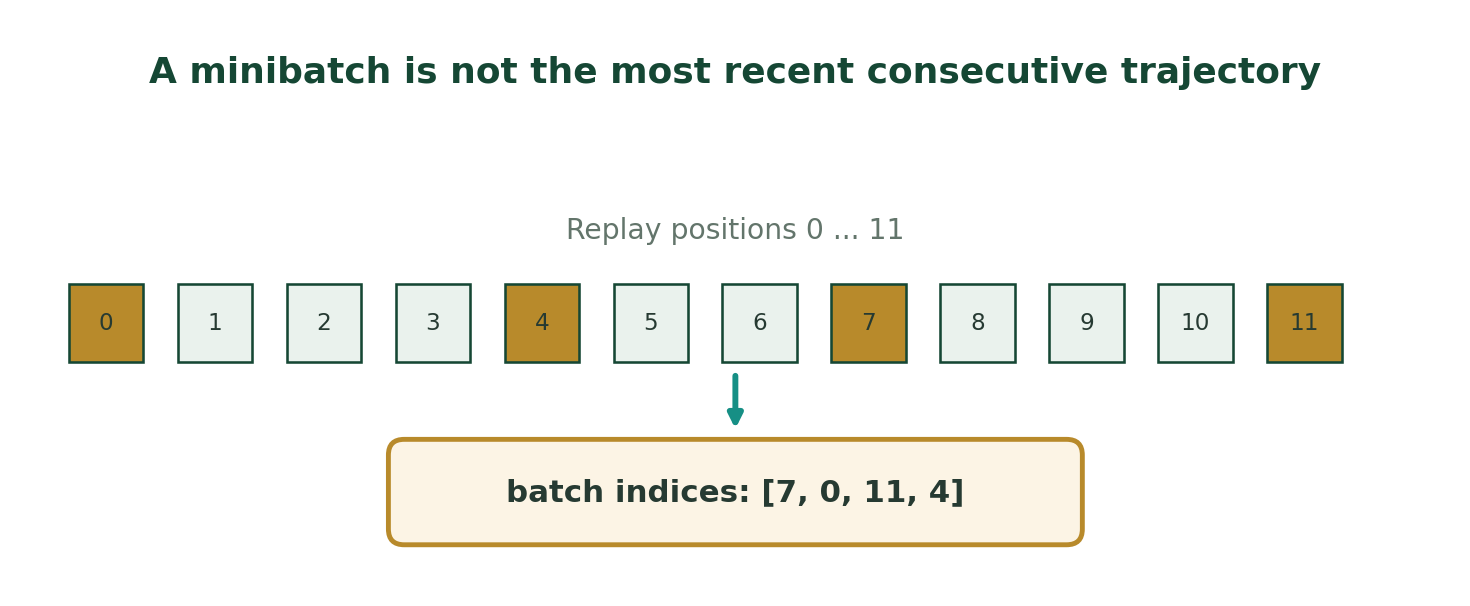 A minibatch is not the most recent consecutive trajectory
Replay positions 0 ... 11
0 1 2 3 4 5 6 7 8 9 10 11
batch indices: [7, 0, 11, 4]